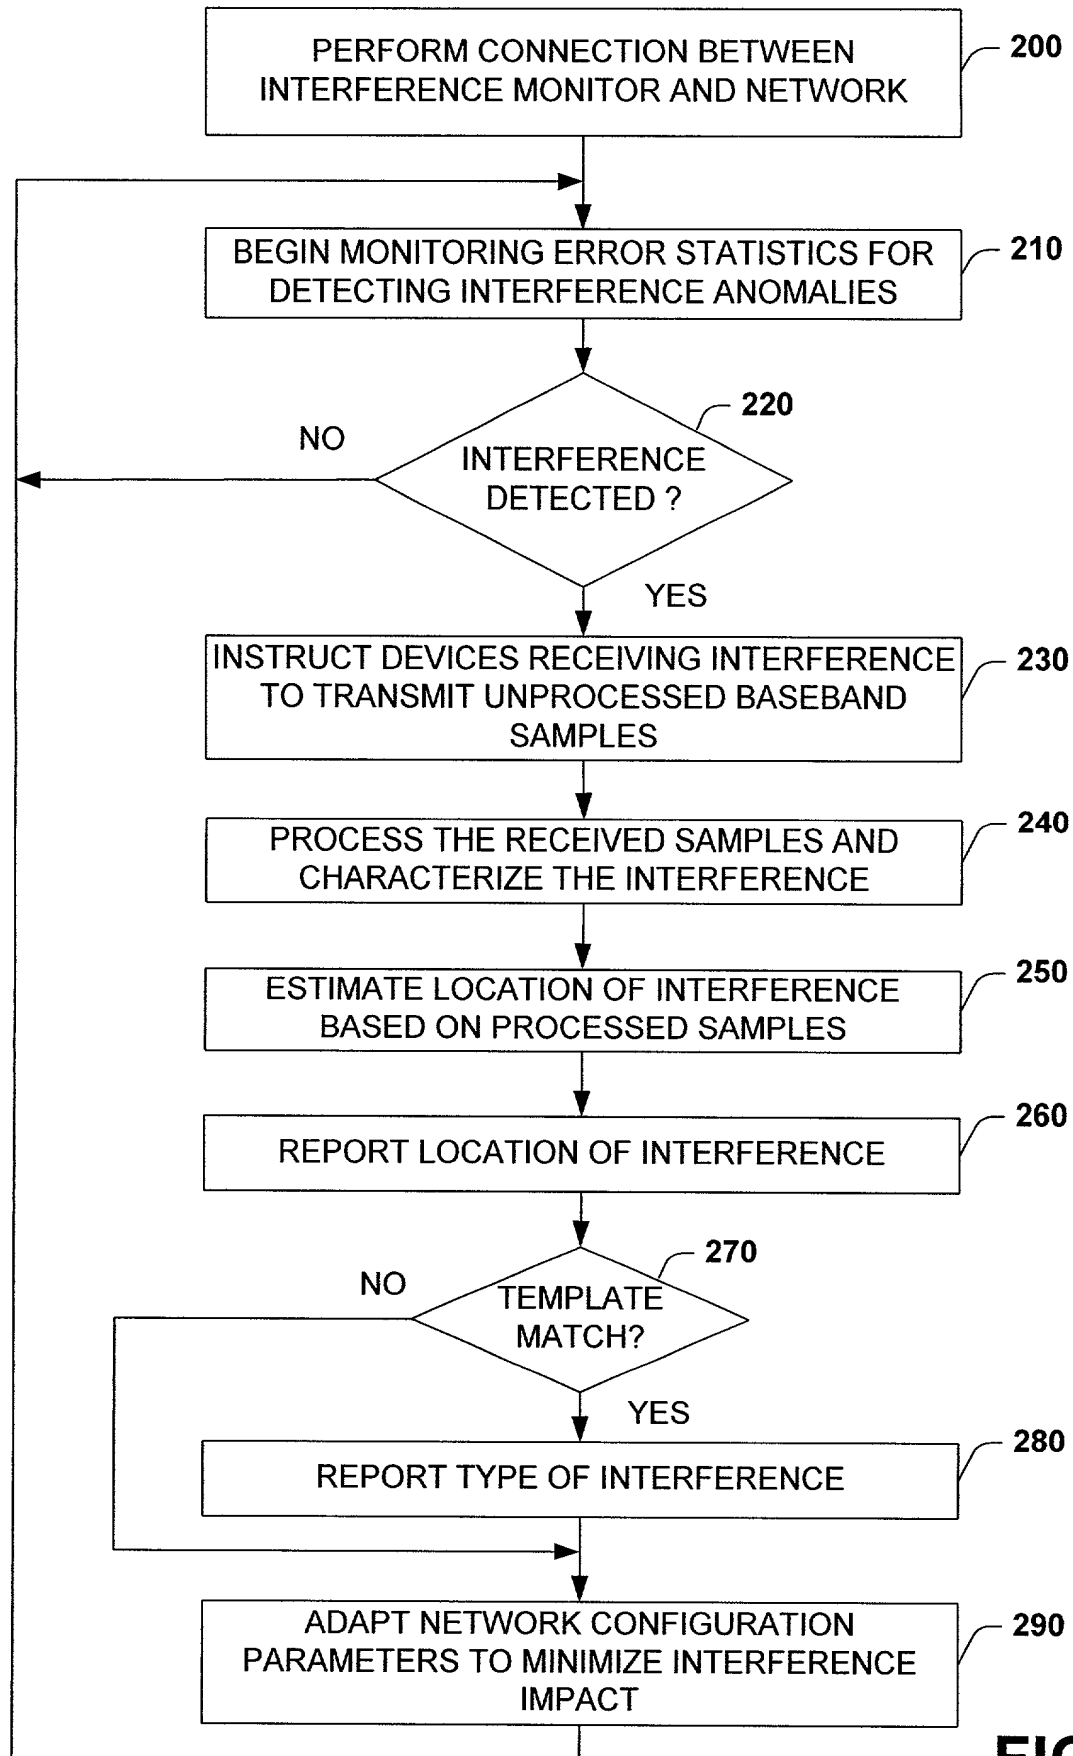 PERFORM CONNECTION BETWEEN
INTERFERENCE MONITOR AND NETWORK
200
BEGIN MONITORING ERROR STATISTICS FOR
DETECTING INTERFERENCE ANOMALIES
210
220
NO
INTERFERENCE
DETECTED ?
YES
INSTRUCT DEVICES RECEIVING INTERFERENCE
TO TRANSMIT UNPROCESSED BASEBAND
SAMPLES
230
PROCESS THE RECEIVED SAMPLES AND
CHARACTERIZE THE INTERFERENCE
240
ESTIMATE LOCATION OF INTERFERENCE
BASED ON PROCESSED SAMPLES
250
REPORT LOCATION OF INTERFERENCE
260
270
NO
TEMPLATE
MATCH?
YES
REPORT TYPE OF INTERFERENCE
280
ADAPT NETWORK CONFIGURATION
PARAMETERS TO MINIMIZE INTERFERENCE
IMPACT
290